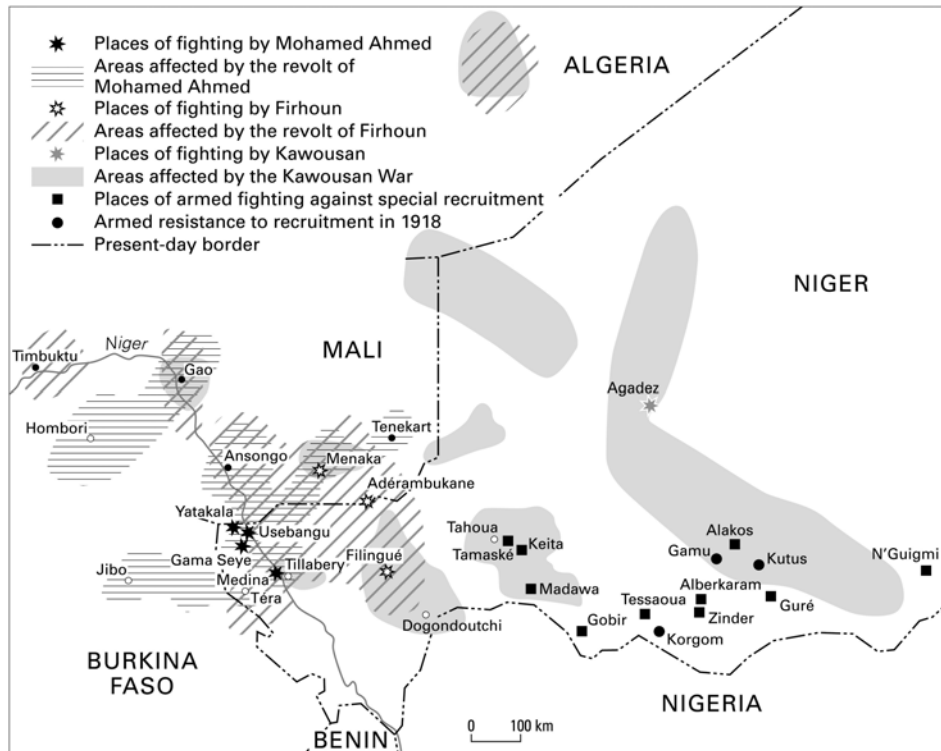 Places of fighting by Mohamed Ahmed
Areas affected by the revolt of
Mohamed Ahmed
Places of fighting by Firhoun
Areas affected by the revolt of Firhoun
Places of fighting by Kawousan
Areas affected by the Kawousan War
Places of armed fighting against special recruitment
Armed resistance to recruitment in 1918
Present-day border
ALGERIA
NIGER
MALI
Niger
Timbuktu
Gao
Agadez
Hombori
Tenekart
Ansongo
Menaka
Adérambukane
Yatakala
Usebangu
Tahoua
Keita
Tamaské
Alakos
Gamu
Kutus
N'Guigmi
Gama Seye
Jibo
Medina
Tillabery
Filingué
Téra
Madawa
Alberkaram
Tessaoua
Guré
Zinder
Dogondoutchi
Gobir
Korgom
BURKINA
FASO
NIGERIA
BENIN
0 100 km